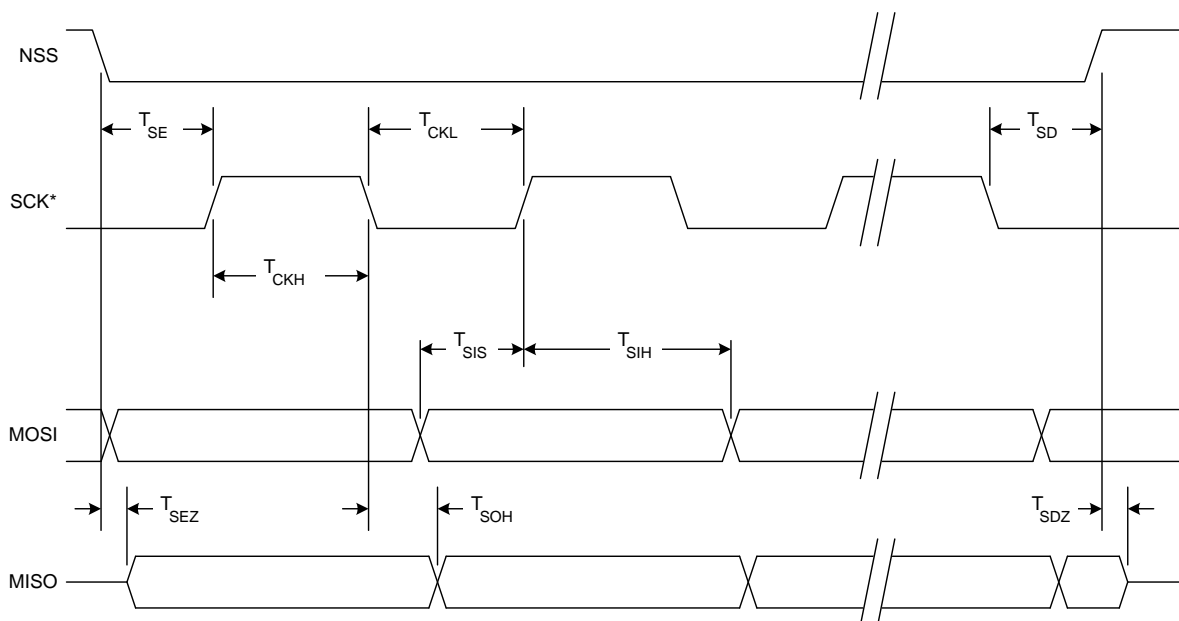 NSS
T_SE
T_CKL
T_SD
SCK*
T_CKH
T_SIS
T_SIH
MOSI
T_SEZ
T_SOH
T_SDZ
MISO